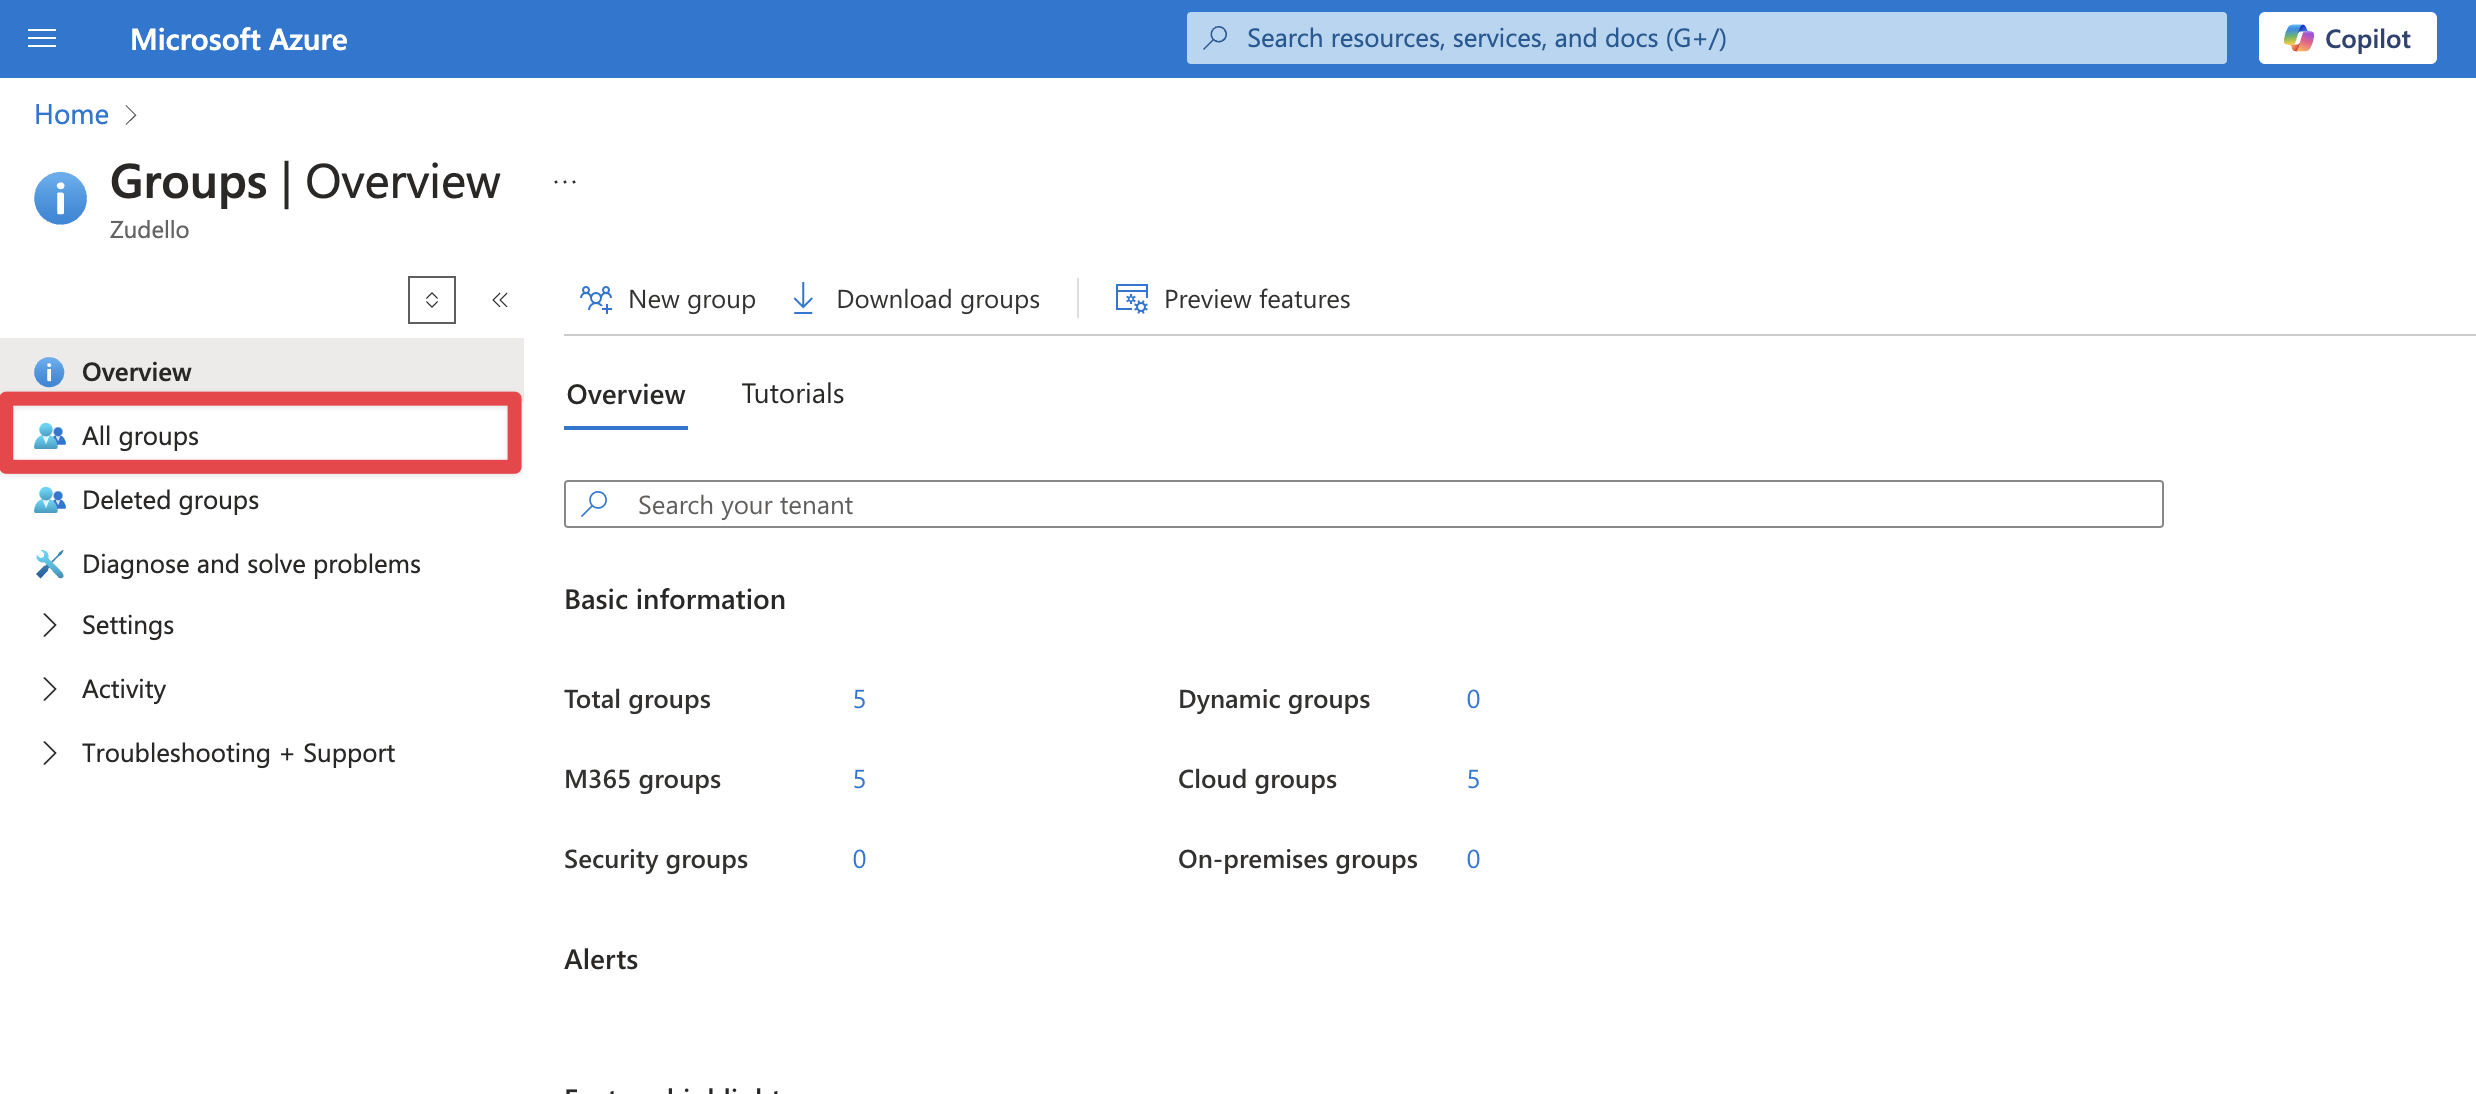 Microsoft Azure
Search resources, services, and docs (G+/)
Copilot
Home
Groups | Overview
Zudello
New group
Download groups
Preview features
Overview
All groups
Deleted groups
Diagnose and solve problems
Settings
Activity
Troubleshooting + Support
Overview
Tutorials
Search your tenant
Basic information
Total groups 5
Dynamic groups 0
M365 groups 5
Cloud groups 5
Security groups 0
On-premises groups 0
Alerts